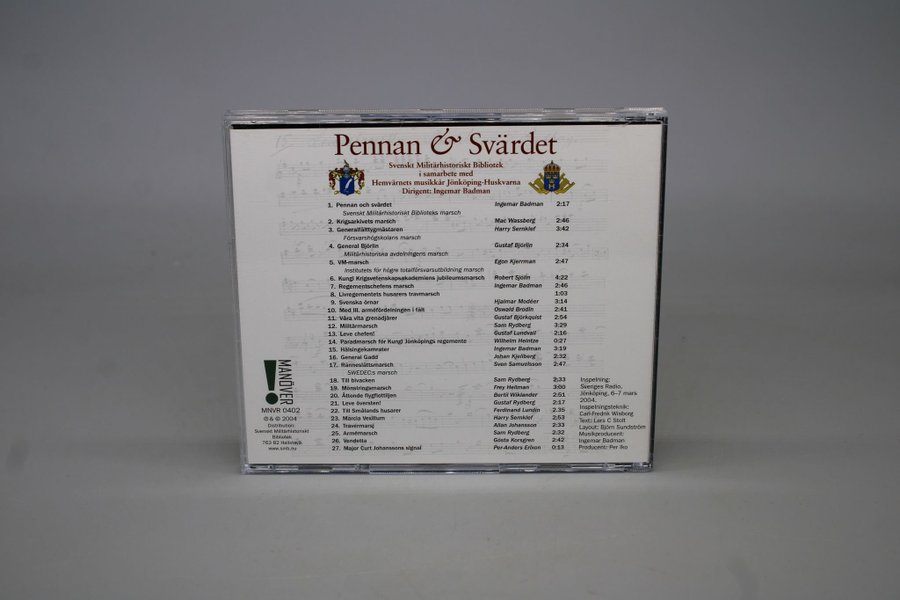 Pennan & Svärdet
Svenskt Militärhistoriskt Bibliotek
i samarbete med
Hemvärnets musikkår Jönköping-Huskvarna
Dirigent: Ingemar Badman
1. Pennan och svärdet Ingemar Badman 2:17
Svenskt Militärhistoriskt Biblioteks marsch
2. Krigsarkivets marsch Mac Wassberg 2:46
3. Generalfälttygmästaren Harry Sernklef 3:42
Försvarshögskolans marsch
4. General Björlin Gustaf Björlin 2:34
Militärhistoriska avdelningens marsch
5. VM-marsch Egon Kjerrman 2:47
Institutets för högre totalförsvarsutbildning marsch
6. Kungl Krigsvetenskapsakademiens jubileumsmarsch Robert Sjölin 4:22
7. Regementschefens marsch Ingemar Badman 2:46
8. Livregementets husarers travmarsch 1:03
9. Svenska örnar Hjalmar Modéer 3:14
10. Med III. arméfördelningen i fält Oswald Brodin 2:41
11. Våra vita grenadjärer Gustaf Björkquist 2:54
12. Militärmarsch Sam Rydberg 3:29
13. Leve chefen! Gustaf Lundvall 2:16
14. Paradmarsch för Kungl Jönköpings regemente Wilhelm Heintze 0:27
15. Hälsingekamrater Ingemar Badman 3:19
16. General Gadd Johan Kjellberg 2:32
17. Ränneslättsmarsch Sven Samuelsson 2:47
SWEDEC:s marsch
18. Till bivacken Sam Rydberg 2:33
19. Mönstringsmarsch Frey Hellman 3:00
20. Åttonde flygflottiljen Bertil Wiklander 2:51
21. Leve översten! Gustaf Rydberg 2:17
22. Till Smålands husarer Ferdinand Lundin 2:35
23. Marcia Vexillum Harry Sernklef 2:53
24. Travermarsj Allan Johansson 2:33
25. Armémarsch Sam Rydberg 2:32
26. Vendetta Gösta Korsgren 2:42
27. Major Curt Johanssons signal Per-Anders Erixon 0:13
MANÖVER
MNVR 0402
℗ & © 2004
Distribution:
Svenskt Militärhistoriskt
Bibliotek
763 92 Hallstavik
www.smb.nu
Inspelning:
Sveriges Radio,
Jönköping, 6–7 mars
2004.
Inspelningsteknik:
Carl-Fredrik Wisborg
Text: Lars C Stolt
Layout: Björn Sundström
Musikproducent:
Ingemar Badman
Producent: Per Iko